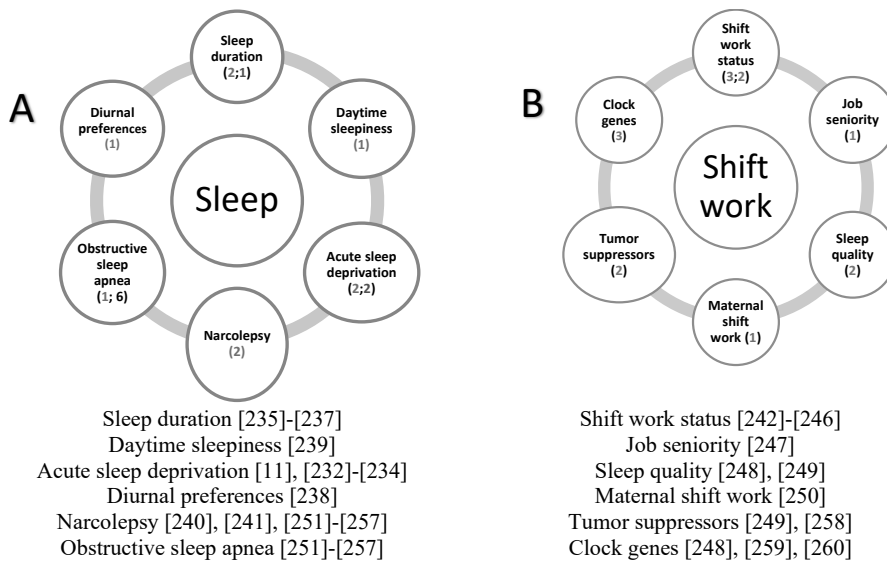 A
Sleep
duration
(2;1)
Daytime
sleepiness
(1)
Acute sleep
deprivation
(2;2)
Narcolepsy
(2)
Obstructive
sleep
apnea
(1; 6)
Diurnal
preferences
(1)
Sleep
Sleep duration [235]-[237]
Daytime sleepiness [239]
Acute sleep deprivation [11], [232]-[234]
Diurnal preferences [238]
Narcolepsy [240], [241], [251]-[257]
Obstructive sleep apnea [251]-[257]
B
Shift
work
status
(3;2)
Job
seniority
(1)
Sleep
quality
(2)
Maternal
shift
work (1)
Tumor
suppressors
(2)
Clock
genes
(3)
Shift
work
Shift work status [242]-[246]
Job seniority [247]
Sleep quality [248], [249]
Maternal shift work [250]
Tumor suppressors [249], [258]
Clock genes [248], [259], [260]